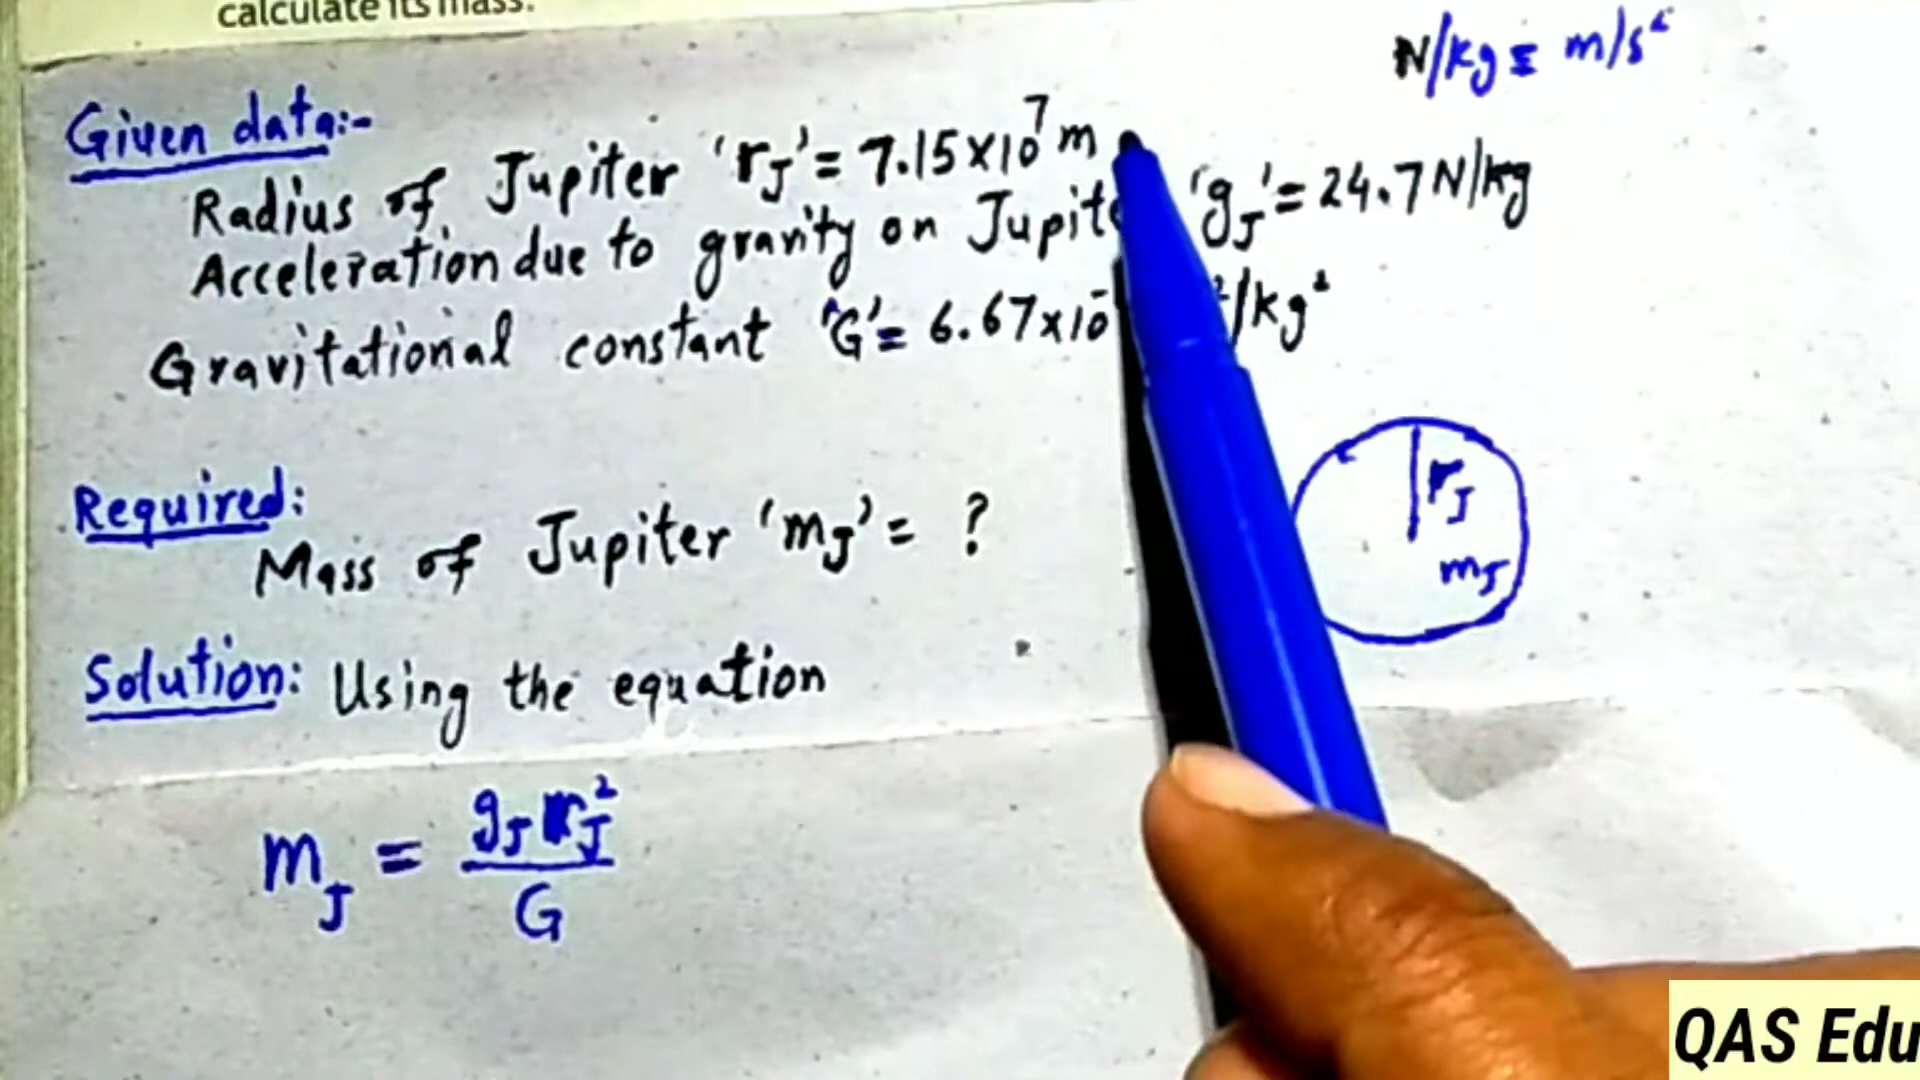 calculate its mass.
N/kg = m/s²
Given data:-
Radius of Jupiter 'rJ' = 7.15×10⁷ m
Acceleration due to gravity on Jupite 'gJ' = 24.7 N/kg
Gravitational constant 'G' = 6.67×10⁻ ²/kg²
rJ
mJ
Required:
Mass of Jupiter 'mJ' = ?
Solution: Using the equation
mJ = gJ rJ² / G
QAS Edu